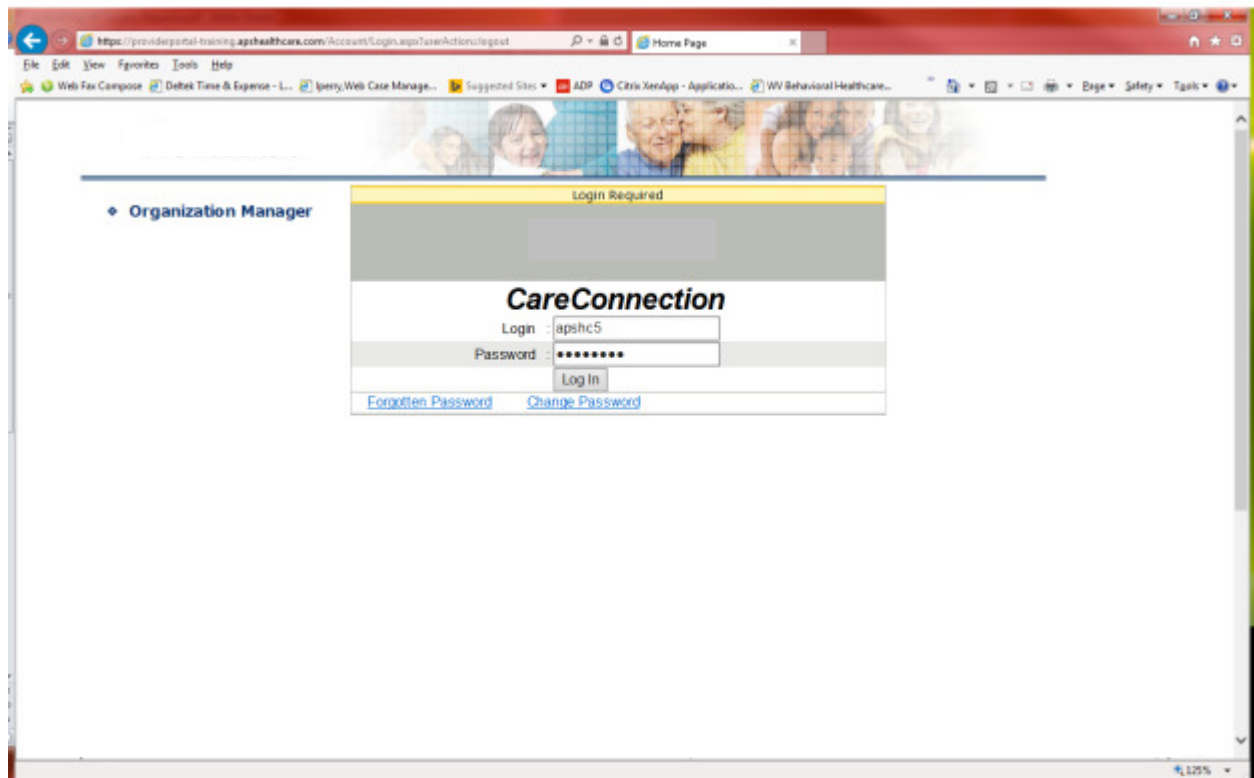 https://providerportal-training.apshealthcare.com/Account/Login.aspx?userAction=logout
Home Page
File Edit View Favorites Tools Help
Web Fax Compose Deltek Time & Expense - L... Iperry,Web Case Manage... Suggested Sites ADP Citrix XenApp - Applicatio... WV Behavioral Healthcare... Page Safety Tools
Login Required
Organization Manager
CareConnection
Login : apshc5
Password :
Log In
Forgotten Password Change Password
125%